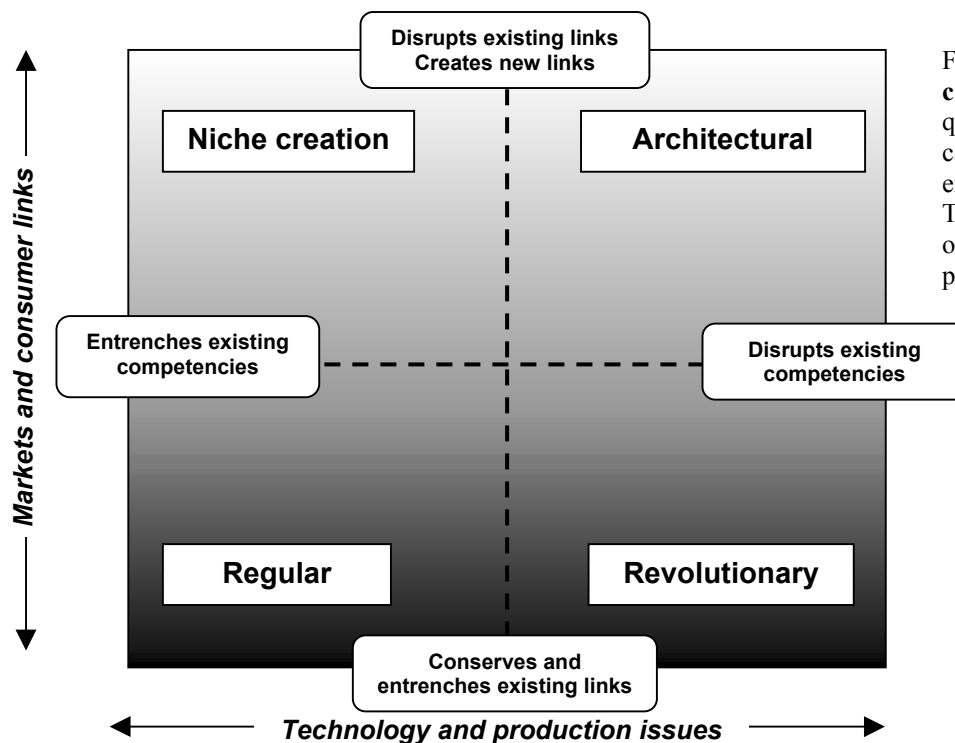 Disrupts existing links
Creates new links
Niche creation
Architectural
Markets and consumer links
Entrenches existing
competencies
Disrupts existing
competencies
Regular
Revolutionary
Conserves and
entrenches existing links
Technology and production issues